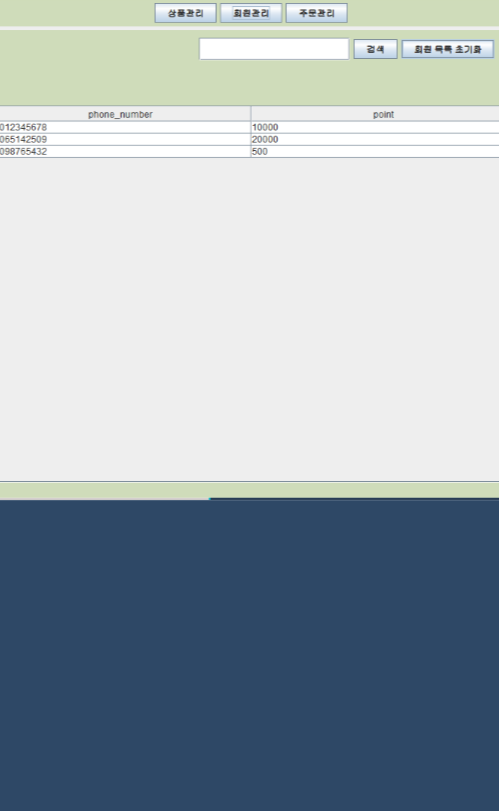 상품관리 회원관리 주문관리
검색 회원 목록 초기화
phone_number point
012345678 10000
065142509 20000
098765432 500